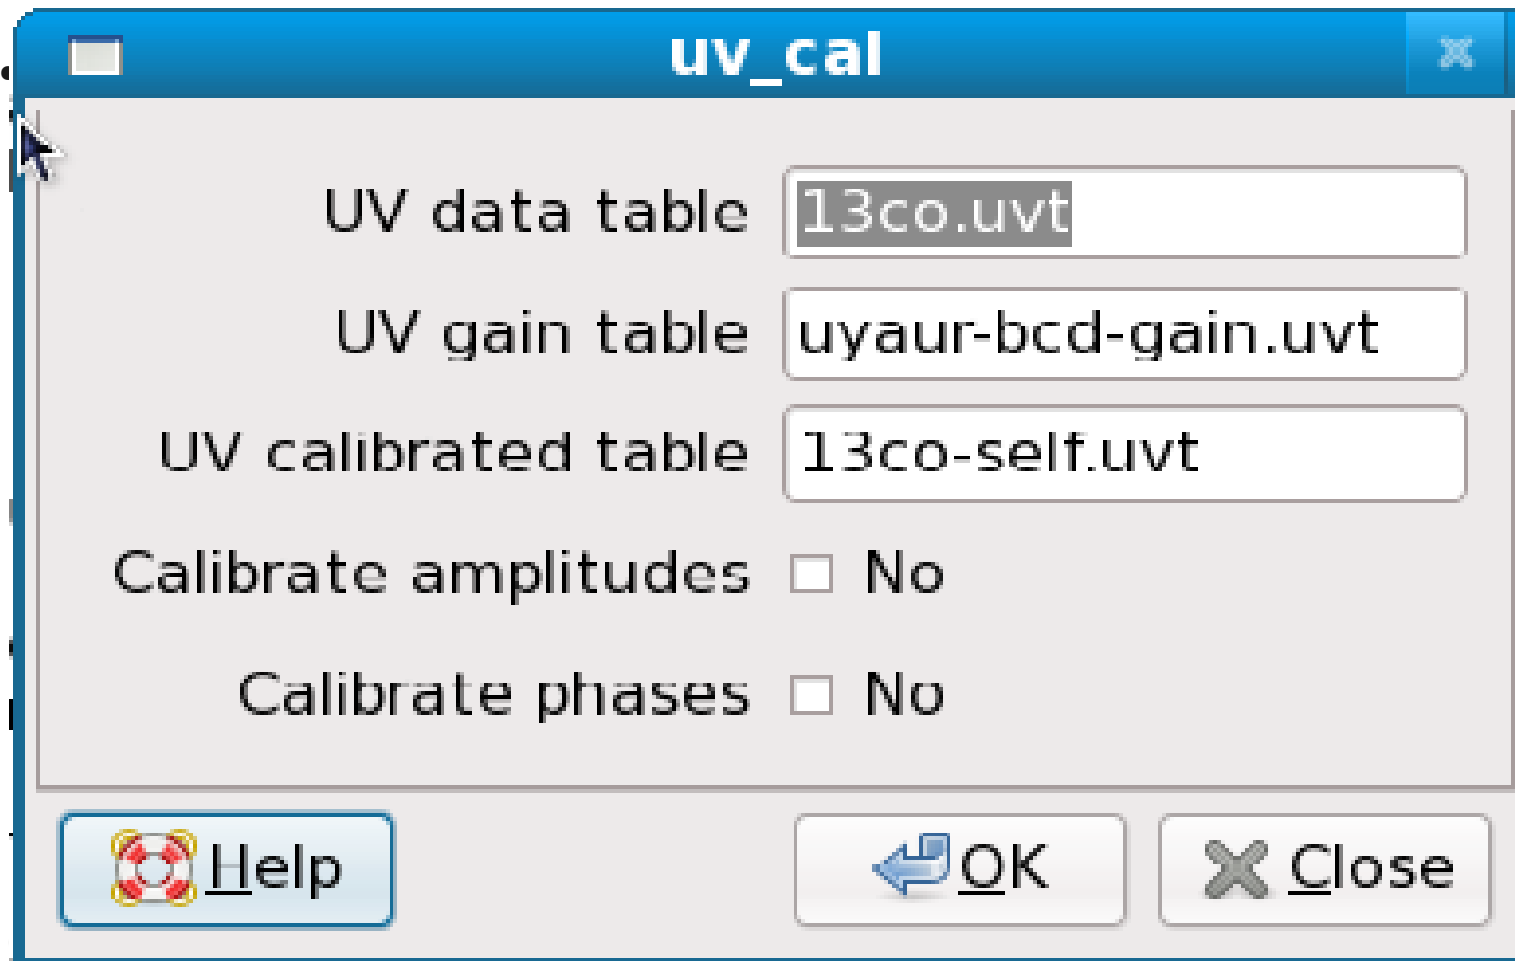 uv_cal
UV data table 13co.uvt
UV gain table uyaur-bcd-gain.uvt
UV calibrated table 13co-self.uvt
Calibrate amplitudes No
Calibrate phases No
Help OK Close